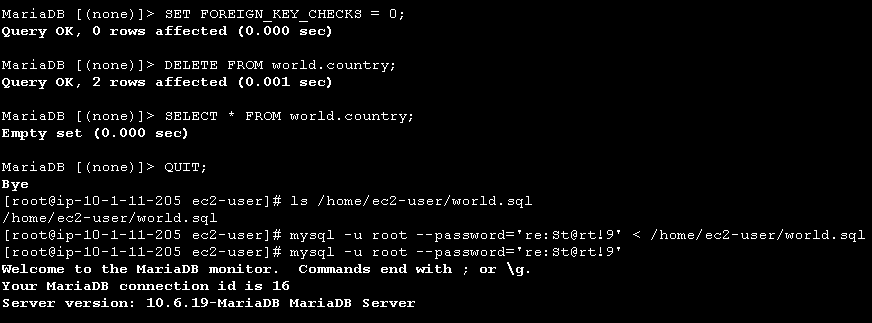 MariaDB [(none)]> SET FOREIGN_KEY_CHECKS = 0;
Query OK, 0 rows affected (0.000 sec)
MariaDB [(none)]> DELETE FROM world.country;
Query OK, 2 rows affected (0.001 sec)
MariaDB [(none)]> SELECT * FROM world.country;
Empty set (0.000 sec)
MariaDB [(none)]> QUIT;
Bye
[root@ip-10-1-11-205 ec2-user]# ls /home/ec2-user/world.sql
/home/ec2-user/world.sql
[root@ip-10-1-11-205 ec2-user]# mysql -u root --password='re:St@rt!9' < /home/ec2-user/world.sql
[root@ip-10-1-11-205 ec2-user]# mysql -u root --password='re:St@rt!9'
Welcome to the MariaDB monitor.  Commands end with ; or \g.
Your MariaDB connection id is 16
Server version: 10.6.19-MariaDB MariaDB Server